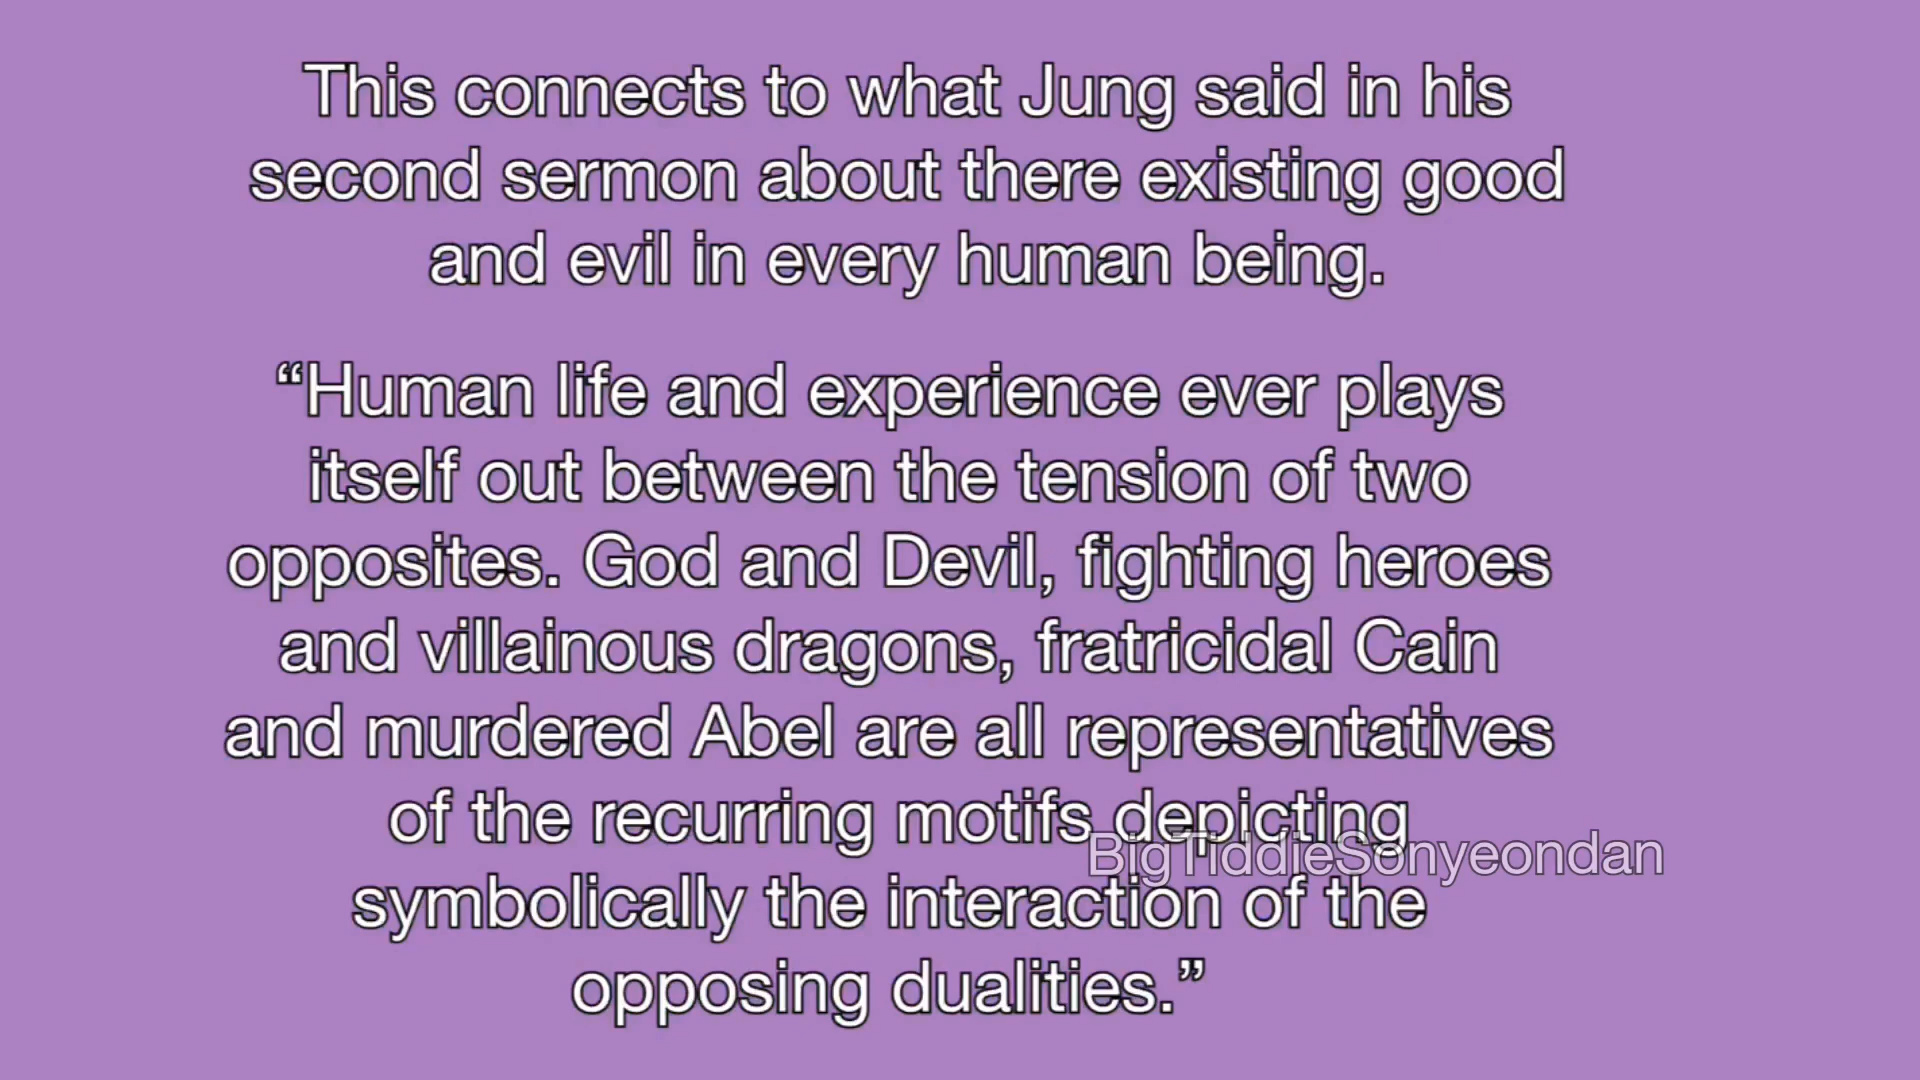 This connects to what Jung said in his
second sermon about there existing good
and evil in every human being.
“Human life and experience ever plays
itself out between the tension of two
opposites. God and Devil, fighting heroes
and villainous dragons, fratricidal Cain
and murdered Abel are all representatives
of the recurring motifs depicting
BigTiddieSonyeondan
symbolically the interaction of the
opposing dualities.”